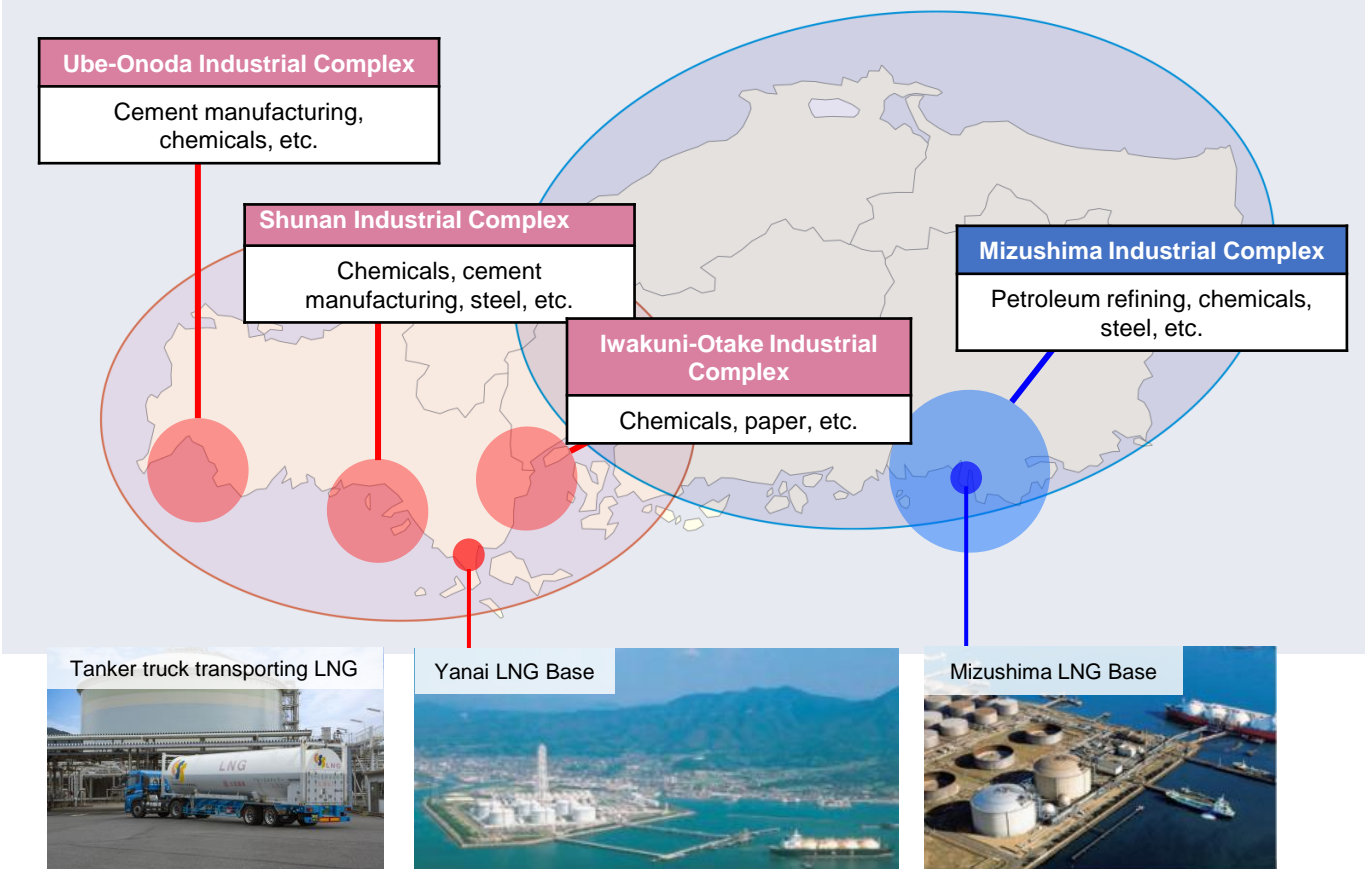 Ube-Onoda Industrial Complex
Cement manufacturing,
chemicals, etc.
Shunan Industrial Complex
Chemicals, cement
manufacturing, steel, etc.
Iwakuni-Otake Industrial
Complex
Chemicals, paper, etc.
Mizushima Industrial Complex
Petroleum refining, chemicals,
steel, etc.
Tanker truck transporting LNG
LNG
LNG
Yanai LNG Base
Mizushima LNG Base